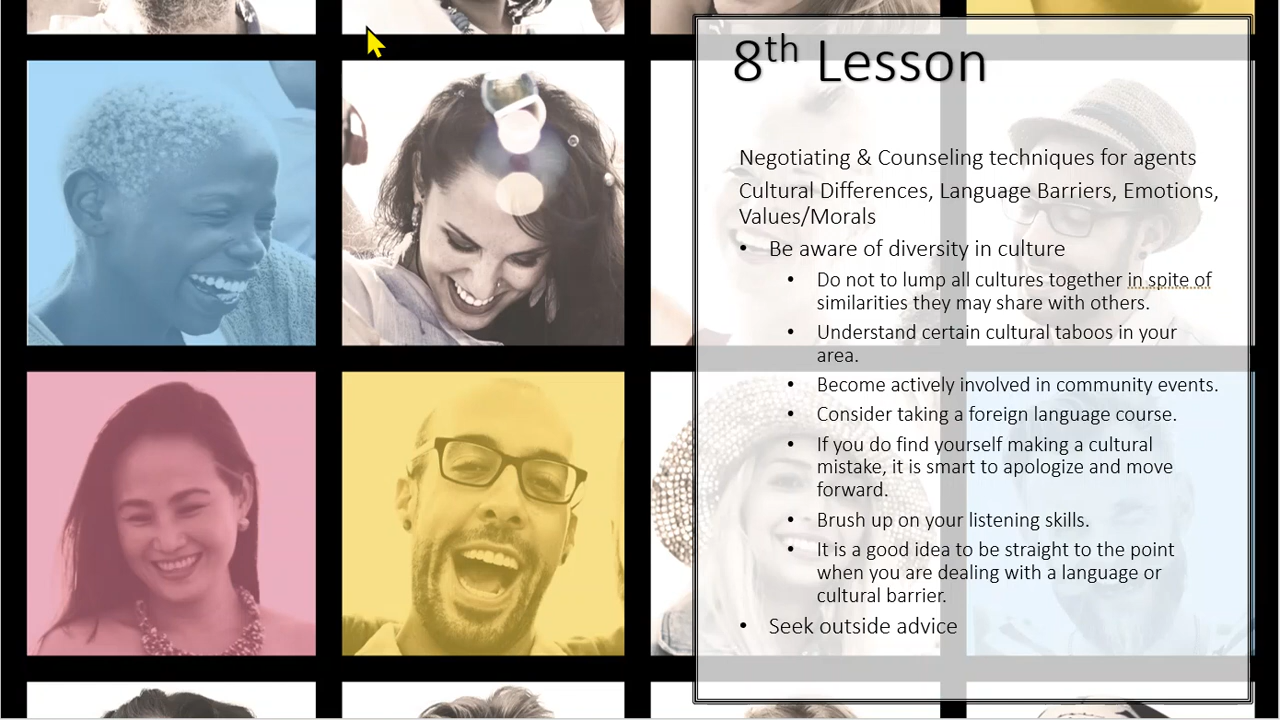 8th Lesson
Negotiating & Counseling techniques for agents
Cultural Differences, Language Barriers, Emotions,
Values/Morals
• Be aware of diversity in culture
• Do not to lump all cultures together in spite of
similarities they may share with others.
• Understand certain cultural taboos in your
area.
• Become actively involved in community events.
• Consider taking a foreign language course.
• If you do find yourself making a cultural
mistake, it is smart to apologize and move
forward.
• Brush up on your listening skills.
• It is a good idea to be straight to the point
when you are dealing with a language or
cultural barrier.
• Seek outside advice